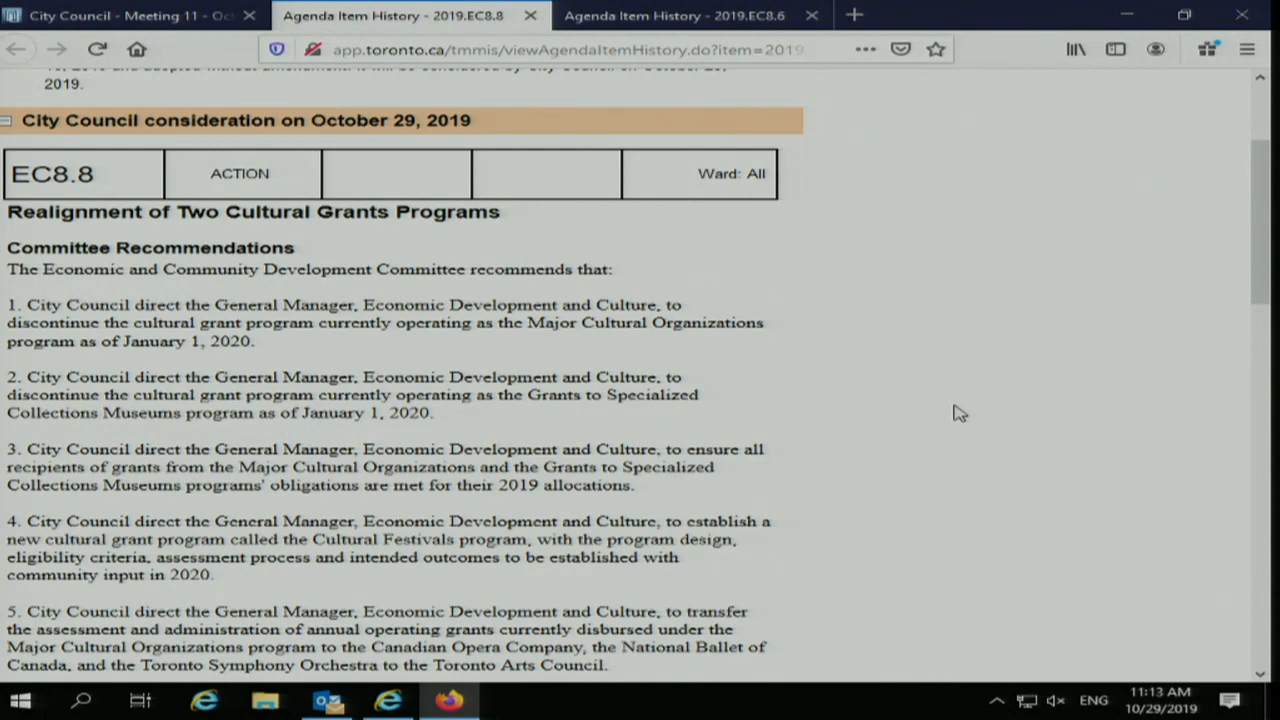 City Council - Meeting 11 - Oc
Agenda Item History - 2019.EC8.8
Agenda Item History - 2019.EC8.6
app.toronto.ca/tmmis/viewAgendaItemHistory.do?item=2019
2019.
City Council consideration on October 29, 2019
EC8.8 ACTION Ward: All
Realignment of Two Cultural Grants Programs
Committee Recommendations
The Economic and Community Development Committee recommends that:
1. City Council direct the General Manager, Economic Development and Culture, to
discontinue the cultural grant program currently operating as the Major Cultural Organizations
program as of January 1, 2020.
2. City Council direct the General Manager, Economic Development and Culture, to
discontinue the cultural grant program currently operating as the Grants to Specialized
Collections Museums program as of January 1, 2020.
3. City Council direct the General Manager, Economic Development and Culture, to ensure all
recipients of grants from the Major Cultural Organizations and the Grants to Specialized
Collections Museums programs' obligations are met for their 2019 allocations.
4. City Council direct the General Manager, Economic Development and Culture, to establish a
new cultural grant program called the Cultural Festivals program, with the program design,
eligibility criteria, assessment process and intended outcomes to be established with
community input in 2020.
5. City Council direct the General Manager, Economic Development and Culture, to transfer
the assessment and administration of annual operating grants currently disbursed under the
Major Cultural Organizations program to the Canadian Opera Company, the National Ballet of
Canada, and the Toronto Symphony Orchestra to the Toronto Arts Council.
ENG
11:13 AM
10/29/2019